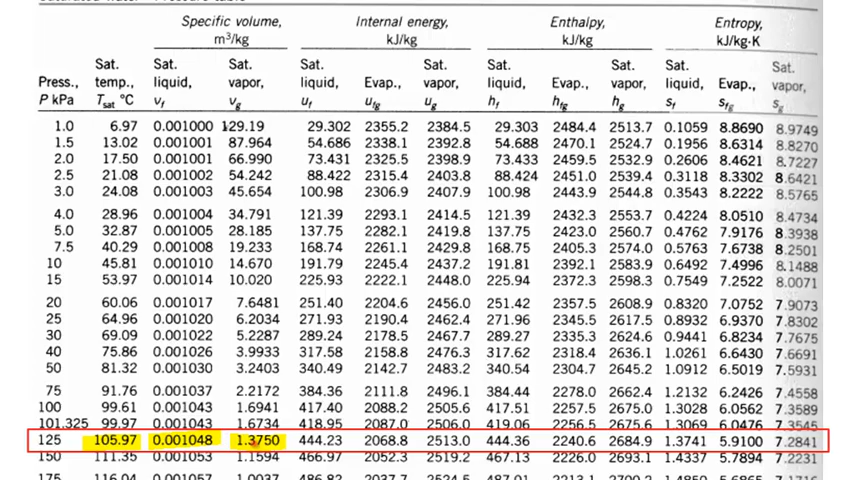 Saturated water—Pressure table
Specific volume, Internal energy, Enthalpy, Entropy,
m³/kg kJ/kg kJ/kg kJ/kg·K
Sat. Sat. Sat. Sat. Sat. Sat. Sat. Sat. Sat.
Press., temp., liquid, vapor, liquid, Evap., vapor, liquid, Evap., vapor, liquid, Evap., vapor,
P kPa Tsat °C vf vg uf ufg ug hf hfg hg sf sfg sg
1.0 6.97 0.001000 129.19 29.302 2355.2 2384.5 29.303 2484.4 2513.7 0.1059 8.8690 8.9749
1.5 13.02 0.001001 87.964 54.686 2338.1 2392.8 54.688 2470.1 2524.7 0.1956 8.6314 8.8270
2.0 17.50 0.001001 66.990 73.431 2325.5 2398.9 73.433 2459.5 2532.9 0.2606 8.4621 8.7227
2.5 21.08 0.001002 54.242 88.422 2315.4 2403.8 88.424 2451.0 2539.4 0.3118 8.3302 8.6421
3.0 24.08 0.001003 45.654 100.98 2306.9 2407.9 100.98 2443.9 2544.8 0.3543 8.2222 8.5765
4.0 28.96 0.001004 34.791 121.39 2293.1 2414.5 121.39 2432.3 2553.7 0.4224 8.0510 8.4734
5.0 32.87 0.001005 28.185 137.75 2282.1 2419.8 137.75 2423.0 2560.7 0.4762 7.9176 8.3938
7.5 40.29 0.001008 19.233 168.74 2261.1 2429.8 168.75 2405.3 2574.0 0.5763 7.6738 8.2501
10 45.81 0.001010 14.670 191.79 2245.4 2437.2 191.81 2392.1 2583.9 0.6492 7.4996 8.1488
15 53.97 0.001014 10.020 225.93 2222.1 2448.0 225.94 2372.3 2598.3 0.7549 7.2522 8.0071
20 60.06 0.001017 7.6481 251.40 2204.6 2456.0 251.42 2357.5 2608.9 0.8320 7.0752 7.9073
25 64.96 0.001020 6.2034 271.93 2190.4 2462.4 271.96 2345.5 2617.5 0.8932 6.9370 7.8302
30 69.09 0.001022 5.2287 289.24 2178.5 2467.7 289.27 2335.3 2624.6 0.9441 6.8234 7.7675
40 75.86 0.001026 3.9933 317.58 2158.8 2476.3 317.62 2318.4 2636.1 1.0261 6.6430 7.6691
50 81.32 0.001030 3.2403 340.49 2142.7 2483.2 340.54 2304.7 2645.2 1.0912 6.5019 7.5931
75 91.76 0.001037 2.2172 384.36 2111.8 2496.1 384.44 2278.0 2662.4 1.2132 6.2426 7.4558
100 99.61 0.001043 1.6941 417.40 2088.2 2505.6 417.51 2257.5 2675.0 1.3028 6.0562 7.3589
101.325 99.97 0.001043 1.6734 418.95 2087.0 2506.0 419.06 2256.5 2675.6 1.3069 6.0476 7.3545
125 105.97 0.001048 1.3750 444.23 2068.8 2513.0 444.36 2240.6 2684.9 1.3741 5.9100 7.2841
150 111.35 0.001053 1.1594 466.97 2052.3 2519.2 467.13 2226.0 2693.1 1.4337 5.7894 7.2231
175 116.04 0.001057 1.0037 486.82 2037.7 2524.5 487.01 2213.1 2700.2 1.4850 5.6865 7.1716